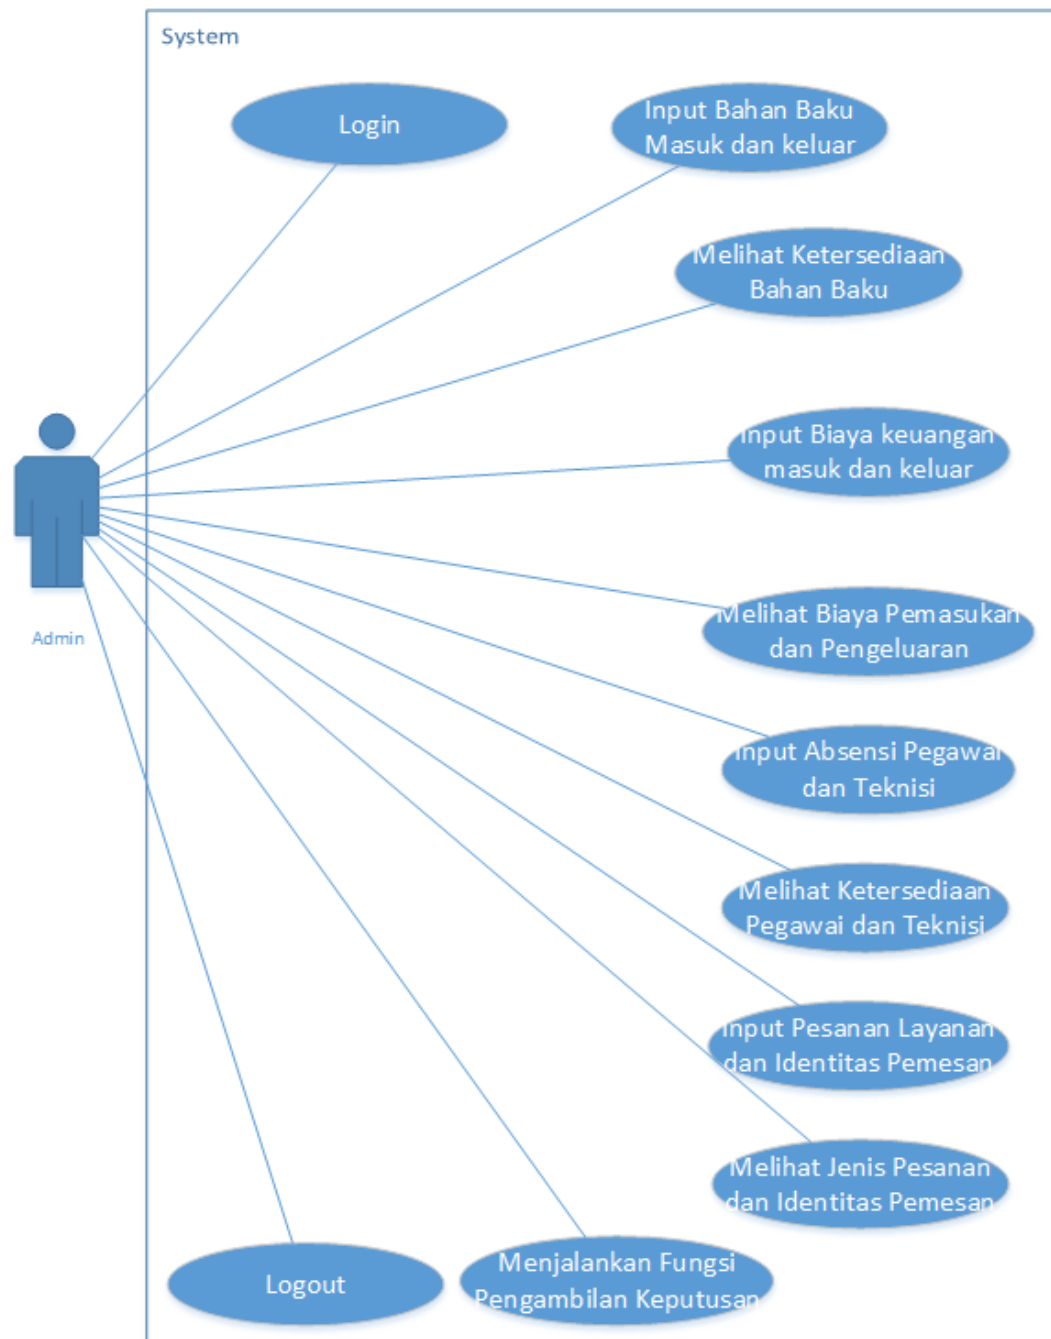 System
Login
Input Bahan Baku
Masuk dan keluar
Melihat Ketersediaan
Bahan Baku
Input Biaya keuangan
masuk dan keluar
Admin
Melihat Biaya Pemasukan
dan Pengeluaran
Input Absensi Pegawai
dan Teknisi
Melihat Ketersediaan
Pegawai dan Teknisi
Input Pesanan Layanan
dan Identitas Pemesan
Melihat Jenis Pesanan
dan Identitas Pemesan
Menjalankan Fungsi
Pengambilan Keputusan
Logout